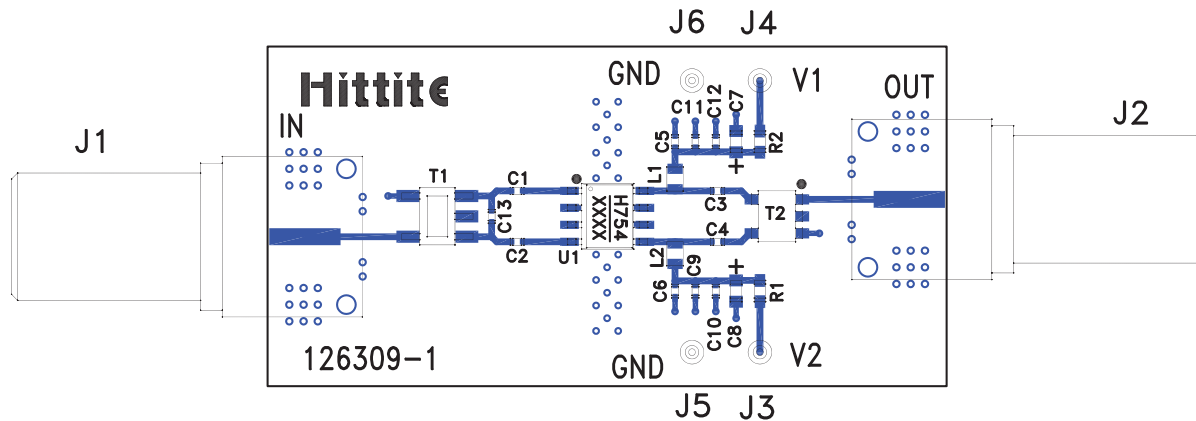 J6 J4
GND V1 OUT
Hittite
J1 IN J2
C5 C11 C12 C7 R2
+
T1 C1 L1 C3
C13 H754 T2
XXXX
C2 U1 L2 C4
C6 C9 + R1
C10 C8
126309-1 GND V2
J5 J3